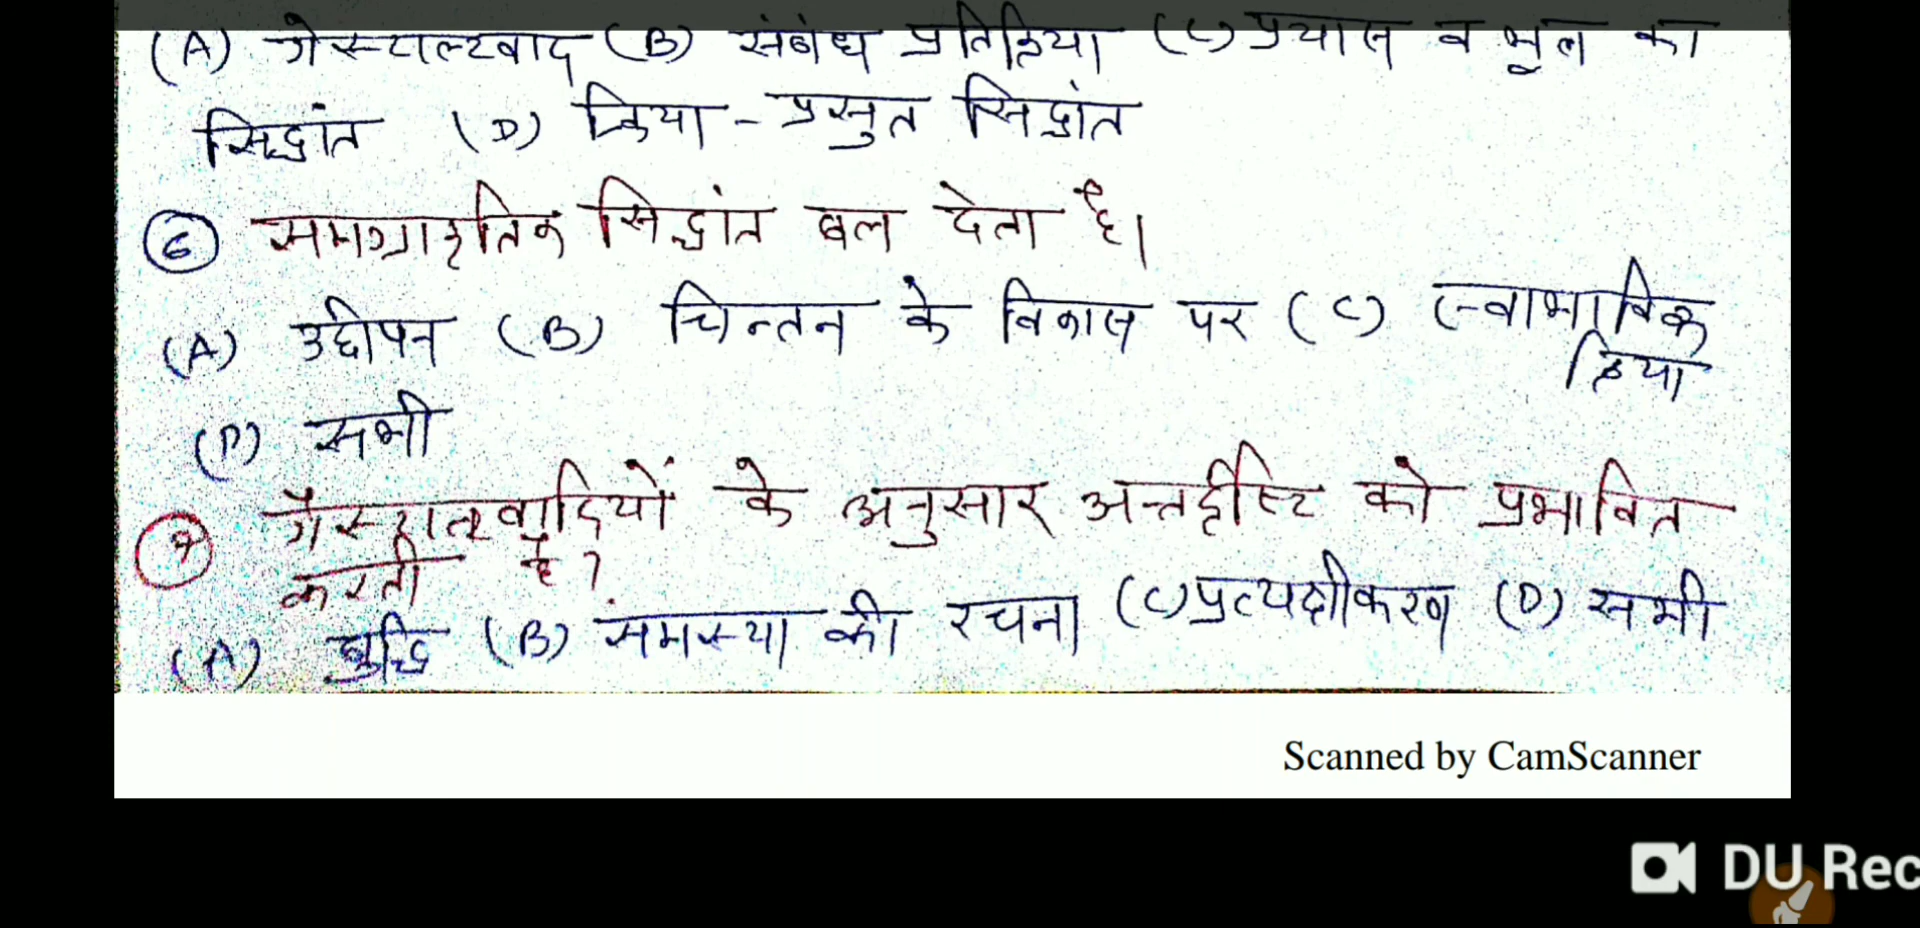 (A) गेस्टाल्टवाद (B) संबंध प्रतिक्रिया (C) प्रयास व भूल का
सिद्धांत (D) क्रिया-प्रसुत सिद्धांत
6 समग्राकृतिक सिद्धांत बल देता है।
(A) उद्दीपन (B) चिन्तन के विकास पर (C) स्वाभाविक
क्रिया
(D) सभी
7 गेस्टाल्टवादियों के अनुसार अन्तर्दृष्टि को प्रभावित
करती है?
(A) बुद्धि (B) समस्या की रचना (C) प्रत्यक्षीकरण (D) सभी
Scanned by CamScanner
DU Rec